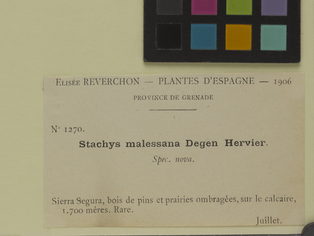 Elisée REVERCHON — PLANTES D'ESPAGNE — 1906
PROVINCE DE GRENADE
N° 1270.
Stachys malessana Degen Hervier.
Spec. nova.
Sierra Segura, bois de pins et prairies ombragées, sur le calcaire,
1.700 mères. Rare.
Juillet.